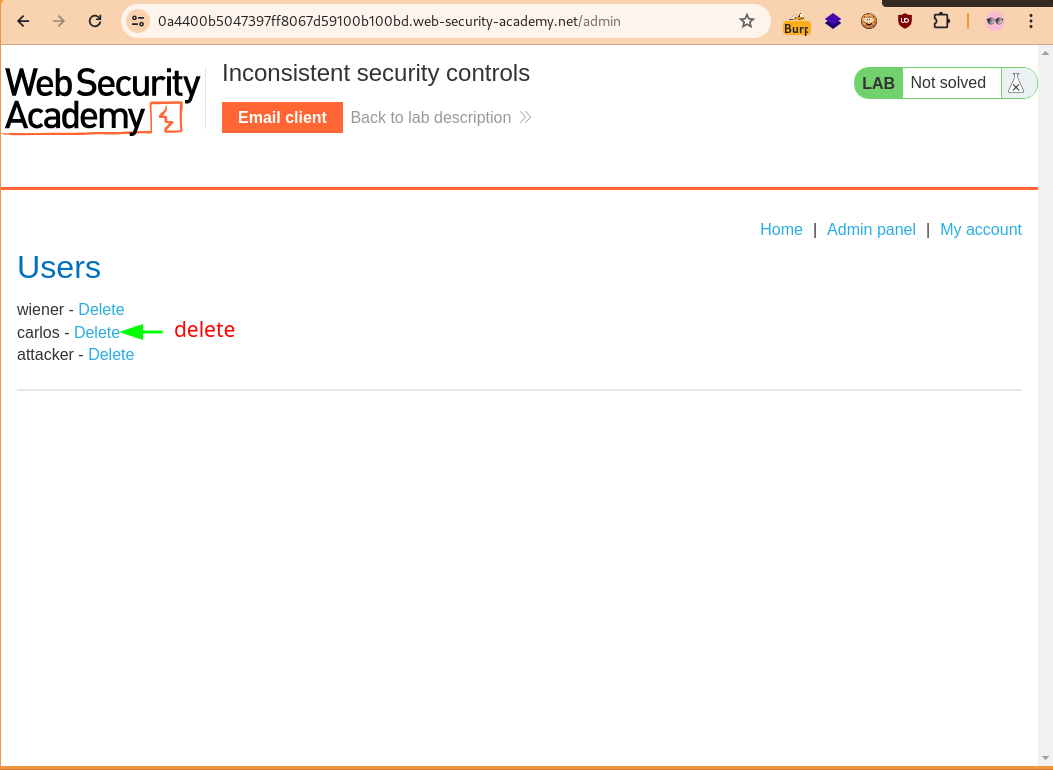 0a4400b5047397ff8067d59100b100bd.web-security-academy.net/admin
Burp
Web Security
Academy
Inconsistent security controls
Email client
Back to lab description
LAB Not solved
Home | Admin panel | My account
Users
wiener - Delete
carlos - Delete
delete
attacker - Delete